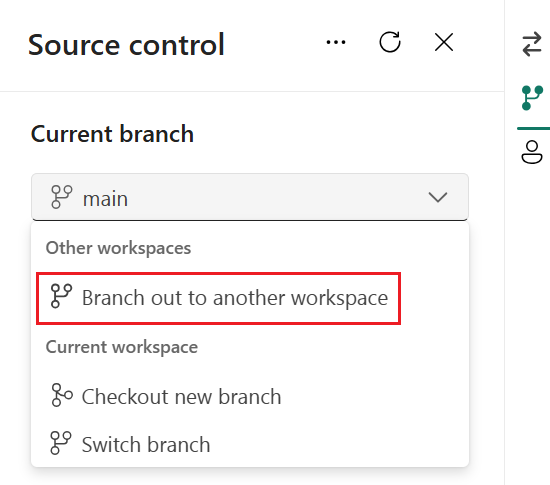 Source control
Current branch
main
Other workspaces
Branch out to another workspace
Current workspace
Checkout new branch
Switch branch